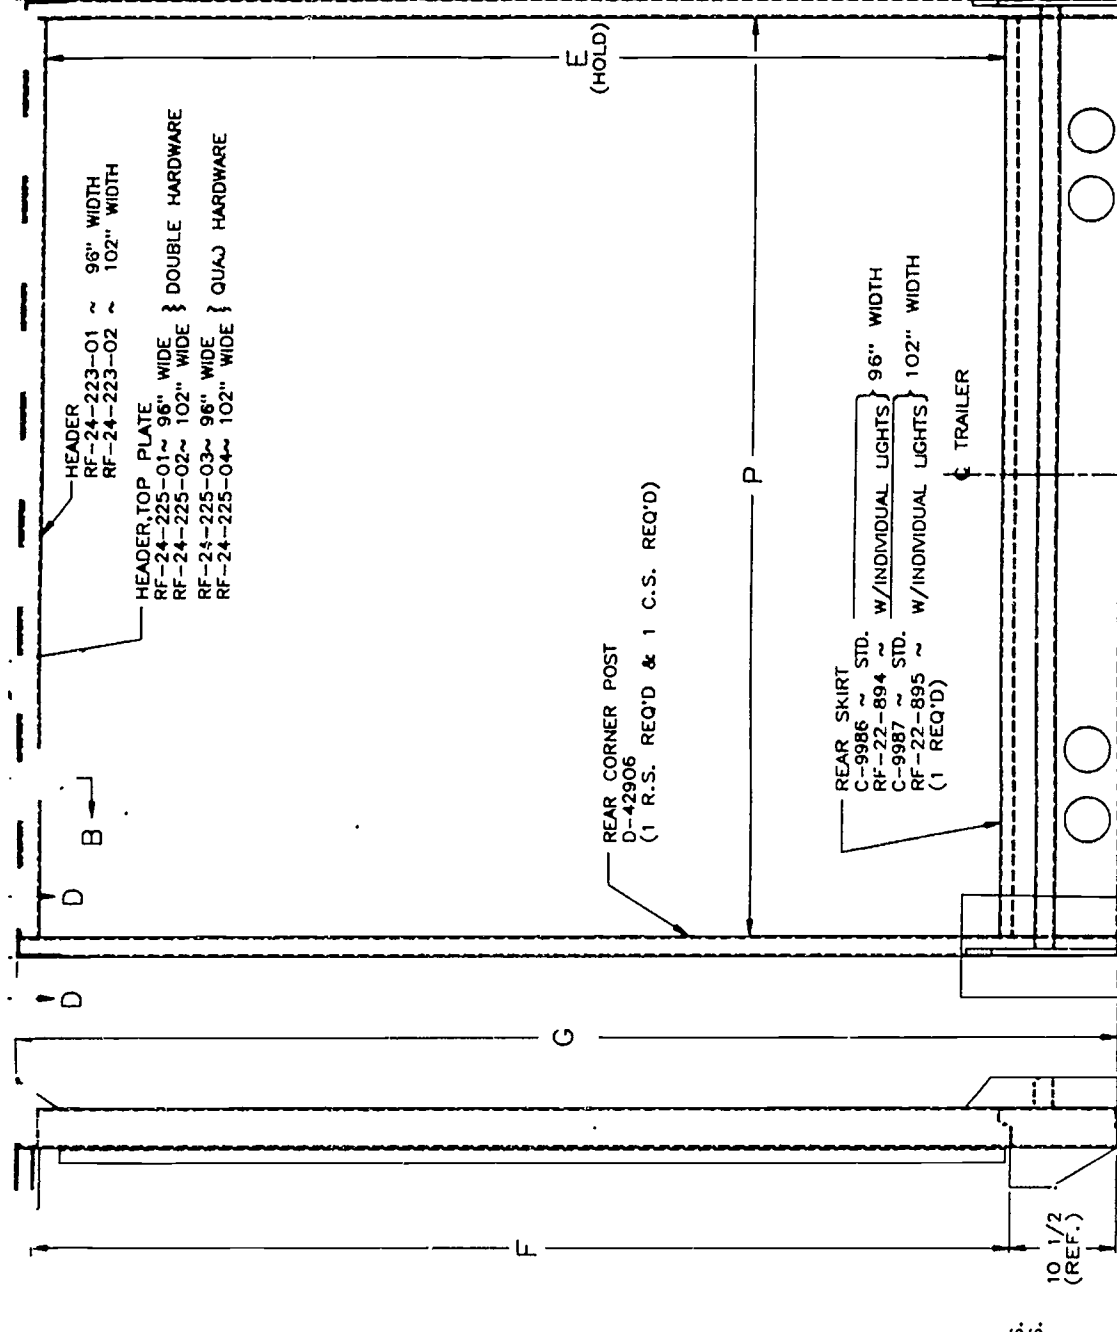 HEADER
RF-24-223-01 ~ 96" WIDTH
RF-24-223-02 ~ 102" WIDTH
HEADER,TOP PLATE
RF-24-225-01~ 96" WIDE } DOUBLE HARDWARE
RF-24-225-02~ 102" WIDE
RF-24-225-03~ 96" WIDE } QUAD HARDWARE
RF-24-225-04~ 102" WIDE
E
(HOLD)
B
D
D
P
REAR CORNER POST
D-42906
(1 R.S. REQ'D & 1 C.S. REQ'D)
REAR SKIRT
C-9986 ~ STD.
RF-22-894 ~ W/INDIVIDUAL LIGHTS } 96" WIDTH
C-9987 ~ STD.
RF-22-895 ~ W/INDIVIDUAL LIGHTS } 102" WIDTH
(1 REQ'D)
℄ TRAILER
G
F
10 1/2
(REF.)